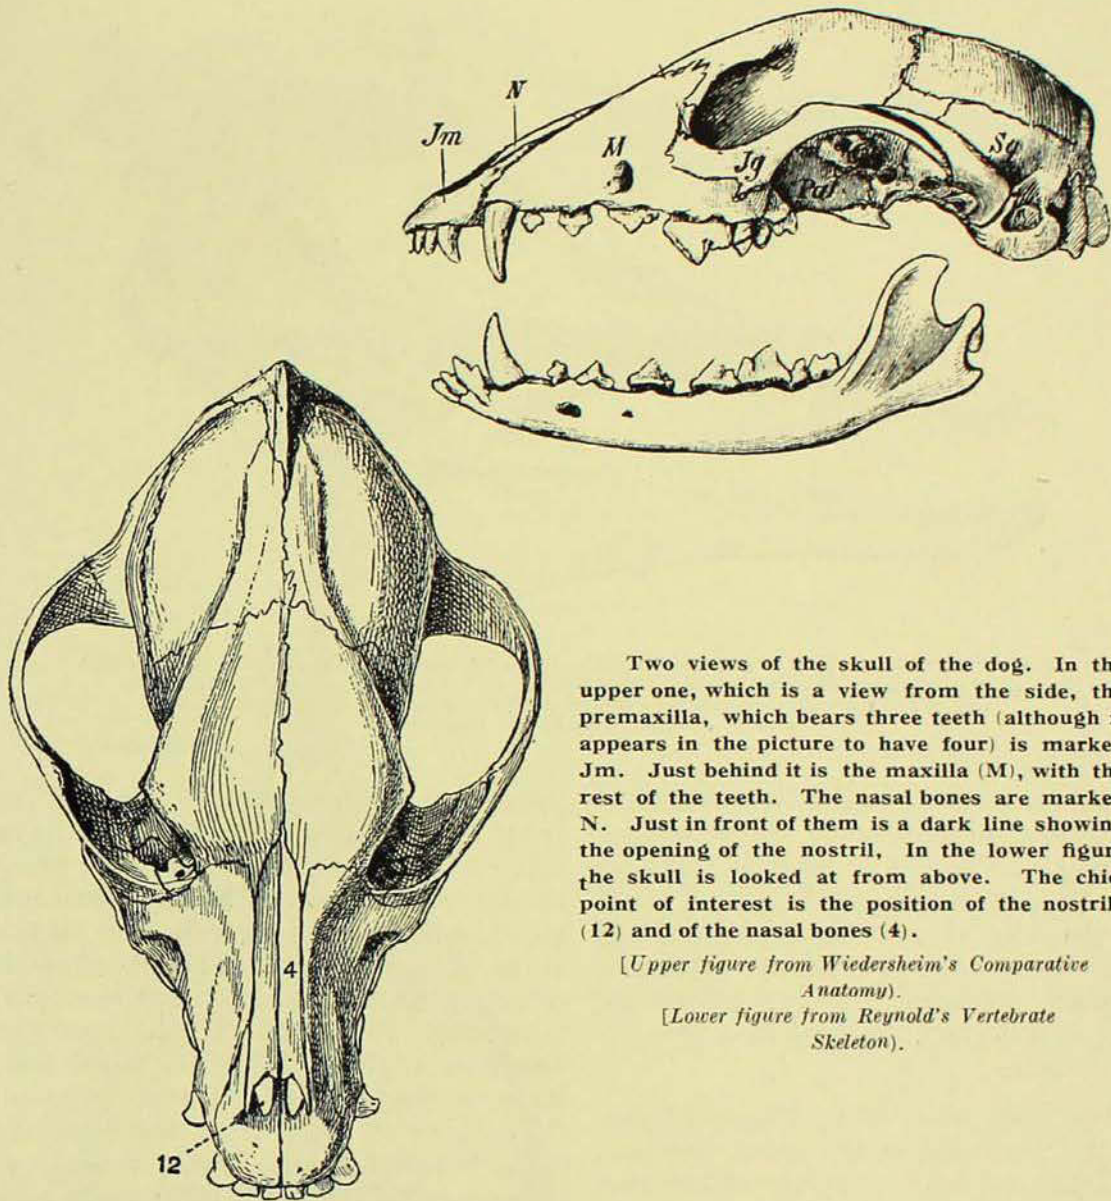 N
Jm
M
Jg
Sq
Pal
Two views of the skull of the dog. In th
upper one, which is a view from the side, th
premaxilla, which bears three teeth (although
appears in the picture to have four) is marke
Jm. Just behind it is the maxilla (M), with th
rest of the teeth. The nasal bones are marke
N. Just in front of them is a dark line showin
the opening of the nostril, In the lower figur
the skull is looked at from above. The chie
point of interest is the position of the nostril
(12) and of the nasal bones (4).
[Upper figure from Wiedersheim's Comparative
Anatomy).
[Lower figure from Reynold's Vertebrate
Skeleton).
4
12